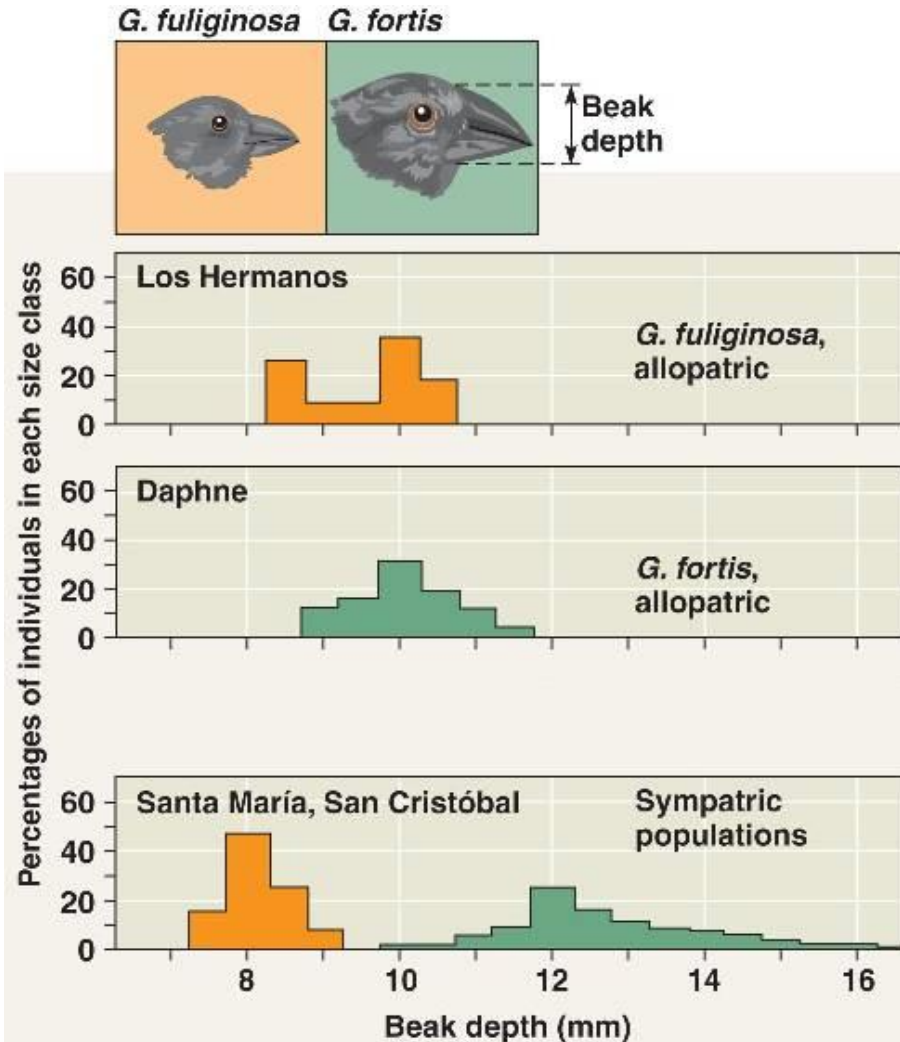 G. fuliginosa G. fortis
Beak
depth
Percentages of individuals in each size class
60
40
20
0
Los Hermanos
G. fuliginosa,
allopatric
60
40
20
0
Daphne
G. fortis,
allopatric
60
40
20
0
Santa María, San Cristóbal
Sympatric
populations
8 10 12 14 16
Beak depth (mm)